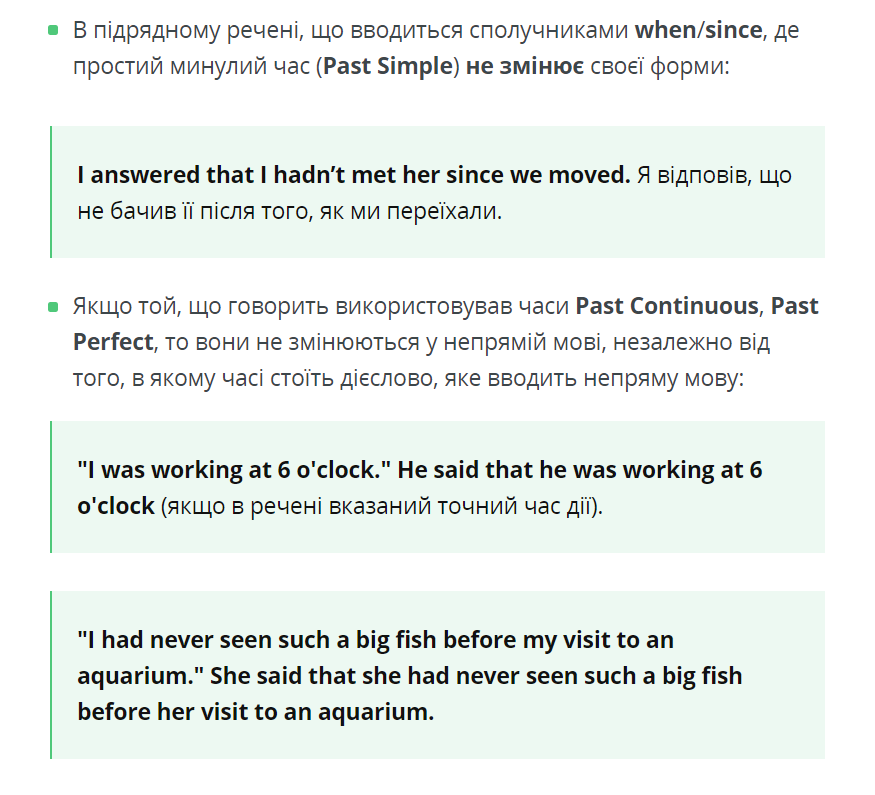 В підрядному речені, що вводиться сполучниками when/since, де
простий минулий час (Past Simple) не змінює своєї форми:
I answered that I hadn’t met her since we moved. Я відповів, що
не бачив її після того, як ми переїхали.
Якщо той, що говорить використовував часи Past Continuous, Past
Perfect, то вони не змінюються у непрямій мові, незалежно від
того, в якому часі стоїть дієслово, яке вводить непряму мову:
"I was working at 6 o'clock." He said that he was working at 6
o'clock (якщо в речені вказаний точний час дії).
"I had never seen such a big fish before my visit to an
aquarium." She said that she had never seen such a big fish
before her visit to an aquarium.